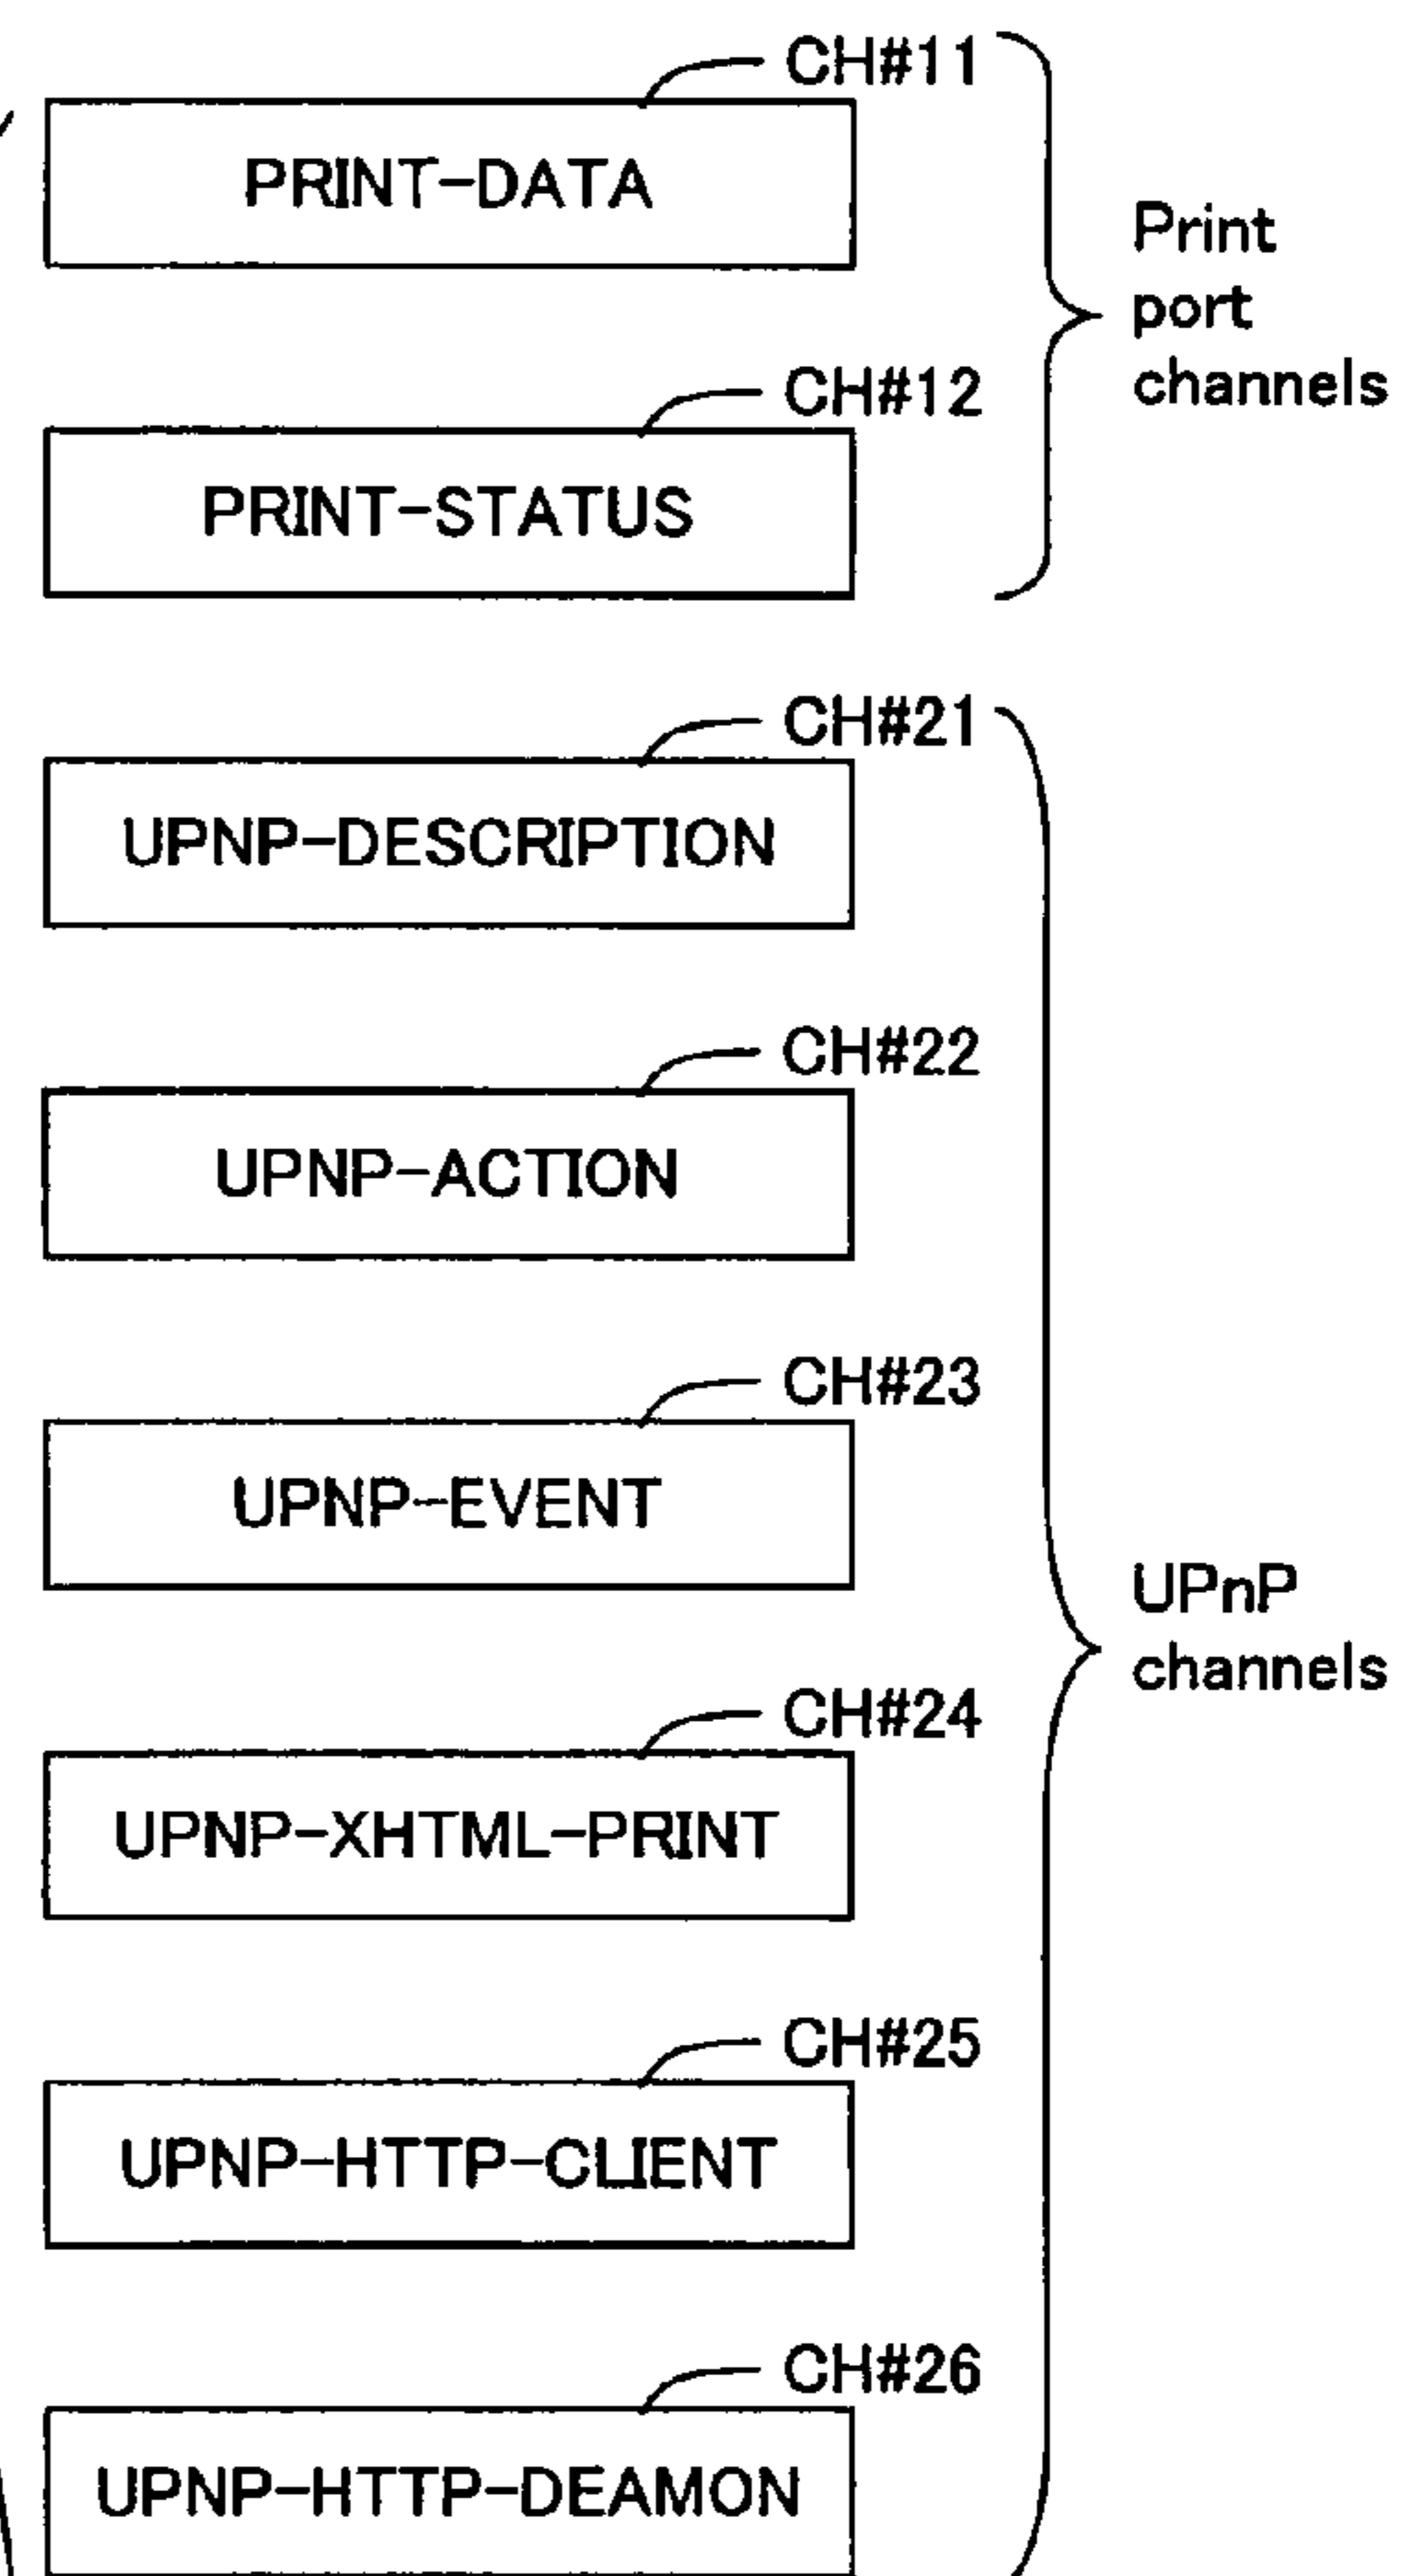 CH#11
PRINT-DATA
Print
port
channels
CH#12
PRINT-STATUS
CH#21
UPNP-DESCRIPTION
CH#22
UPNP-ACTION
CH#23
UPNP-EVENT
UPnP
channels
CH#24
UPNP-XHTML-PRINT
CH#25
UPNP-HTTP-CLIENT
CH#26
UPNP-HTTP-DEAMON